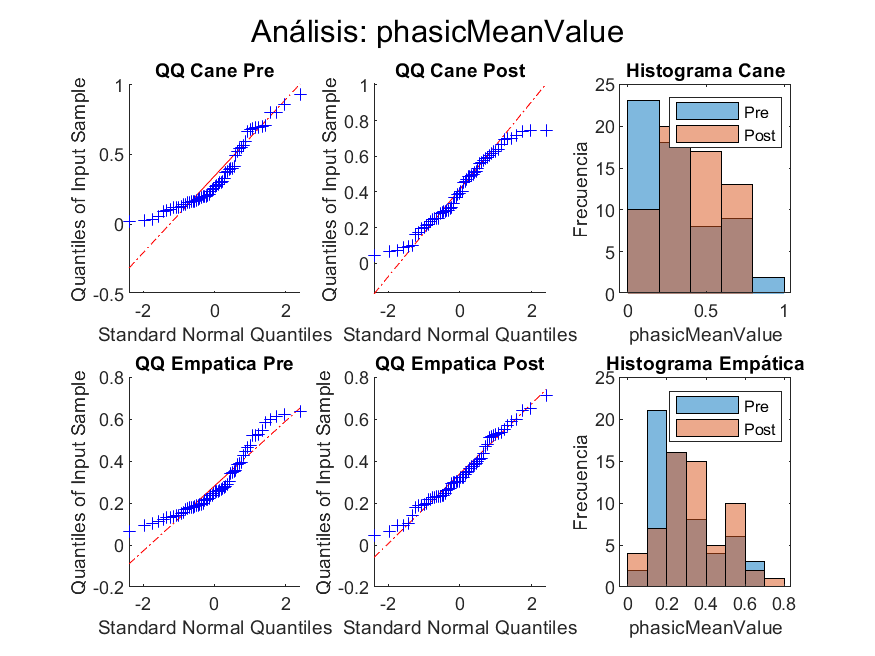 Análisis: phasicMeanValue
QQ Cane Pre
QQ Cane Post
Histograma Cane
Quantiles of Input Sample
1
0.5
0
-0.5
-2
0
2
Standard Normal Quantiles
Quantiles of Input Sample
1
0.8
0.6
0.4
0.2
0
-2
0
2
Standard Normal Quantiles
Frecuencia
25
20
15
10
5
0
0
0.5
1
phasicMeanValue
Pre
Post
QQ Empatica Pre
QQ Empatica Post
Histograma Empática
Quantiles of Input Sample
0.8
0.6
0.4
0.2
0
-0.2
-2
0
2
Standard Normal Quantiles
Quantiles of Input Sample
0.8
0.6
0.4
0.2
0
-0.2
-2
0
2
Standard Normal Quantiles
Frecuencia
25
20
15
10
5
0
0
0.2
0.4
0.6
0.8
phasicMeanValue
Pre
Post